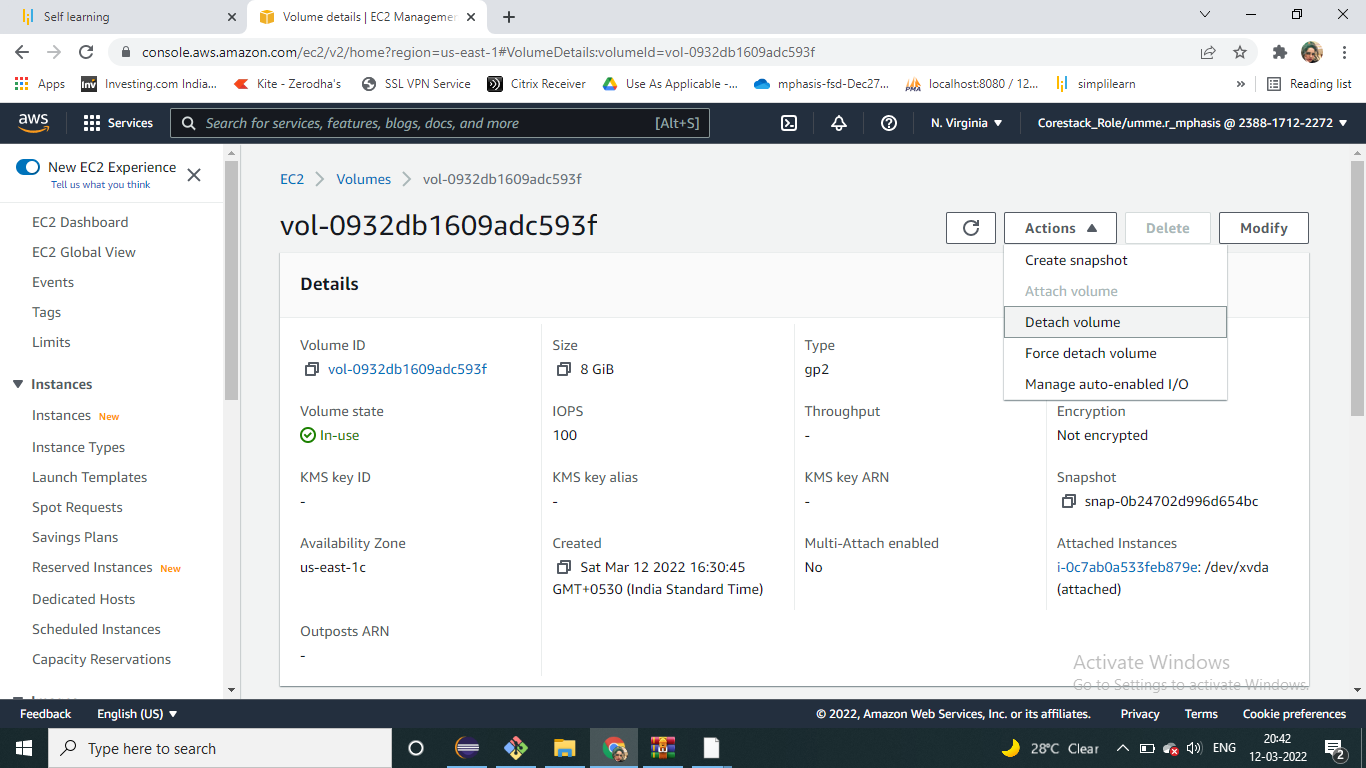 Self learning
Volume details | EC2 Managemer
console.aws.amazon.com/ec2/v2/home?region=us-east-1#VolumeDetails:volumeId=vol-0932db1609adc593f
Apps
inv Investing.com India...
Kite - Zerodha's
SSL VPN Service
Citrix Receiver
Use As Applicable -...
mphasis-fsd-Dec27...
localhost:8080 / 12...
simplilearn
»
Reading list
aws
Services
Search for services, features, blogs, docs, and more [Alt+S]
N. Virginia
Corestack_Role/umme.r_mphasis @ 2388-1712-2272
New EC2 Experience
Tell us what you think
EC2 Dashboard
EC2 Global View
Events
Tags
Limits
Instances
Instances New
Instance Types
Launch Templates
Spot Requests
Savings Plans
Reserved Instances New
Dedicated Hosts
Scheduled Instances
Capacity Reservations
EC2 > Volumes > vol-0932db1609adc593f
vol-0932db1609adc593f
Actions
Delete
Modify
Create snapshot
Attach volume
Detach volume
Force detach volume
Manage auto-enabled I/O
Details
Volume ID
vol-0932db1609adc593f
Size
8 GiB
Type
gp2
Volume state
In-use
IOPS
100
Throughput
-
Encryption
Not encrypted
KMS key ID
-
KMS key alias
-
KMS key ARN
-
Snapshot
snap-0b24702d996d654bc
Availability Zone
us-east-1c
Created
Sat Mar 12 2022 16:30:45
GMT+0530 (India Standard Time)
Multi-Attach enabled
No
Attached Instances
i-0c7ab0a533feb879e: /dev/xvda
(attached)
Outposts ARN
-
Activate Windows
Go to Settings to activate Windows.
Feedback
English (US)
© 2022, Amazon Web Services, Inc. or its affiliates.
Privacy
Terms
Cookie preferences
Type here to search
28°C Clear
ENG
20:42
12-03-2022
2